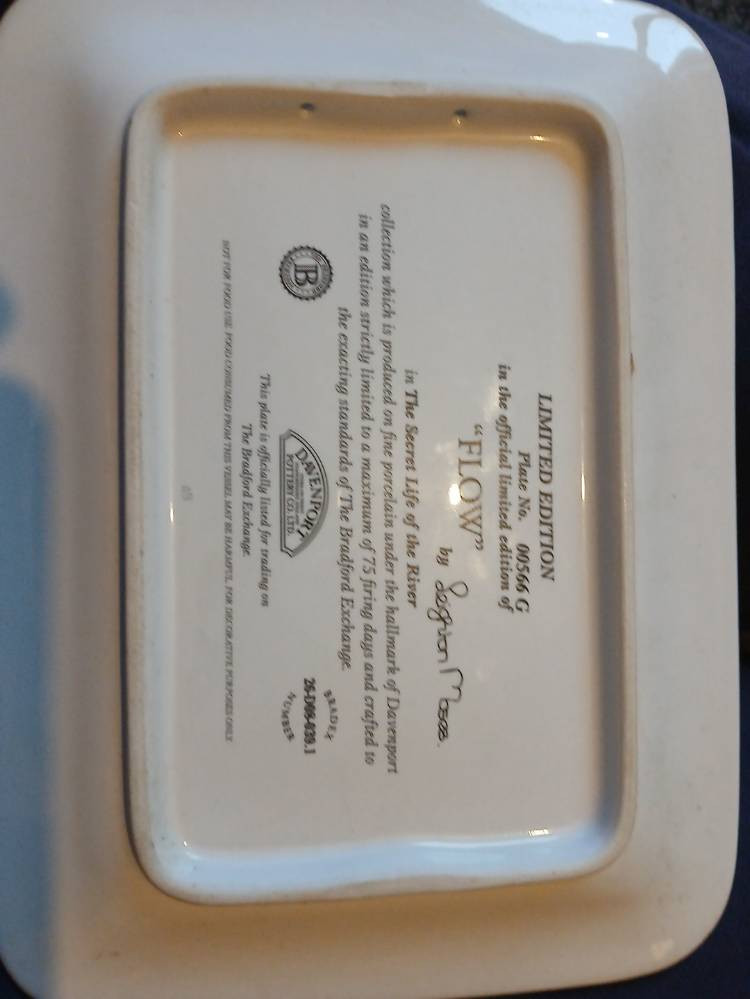 LIMITED EDITION
Plate No. 00566 G
in the official limited edition of
"FLOW"
by Leighton Moses.
in The Secret Life of the River
collection which is produced on fine porcelain under the hallmark of Davenport
in an edition strictly limited to a maximum of 75 firing days and crafted to
the exacting standards of The Bradford Exchange.
B
DAVENPORT
POTTERY CO. LTD.
BRADEX
26-D08-039.1
NUMBER
This plate is officially listed for trading on
The Bradford Exchange.
NOT FOR FOOD USE. FOOD CONSUMED FROM THIS VESSEL MAY BE HARMFUL. FOR DECORATIVE PURPOSES ONLY.